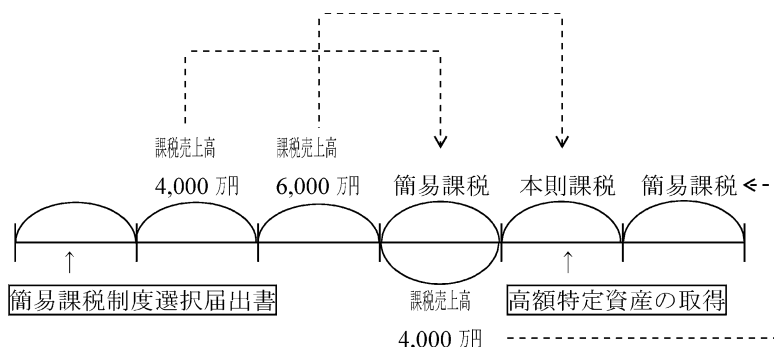 課税売上高 課税売上高
4,000 万円 6,000 万円 簡易課税 本則課税 簡易課税
↑ ↑
簡易課税制度選択届出書 課税売上高 高額特定資産の取得
4,000 万円